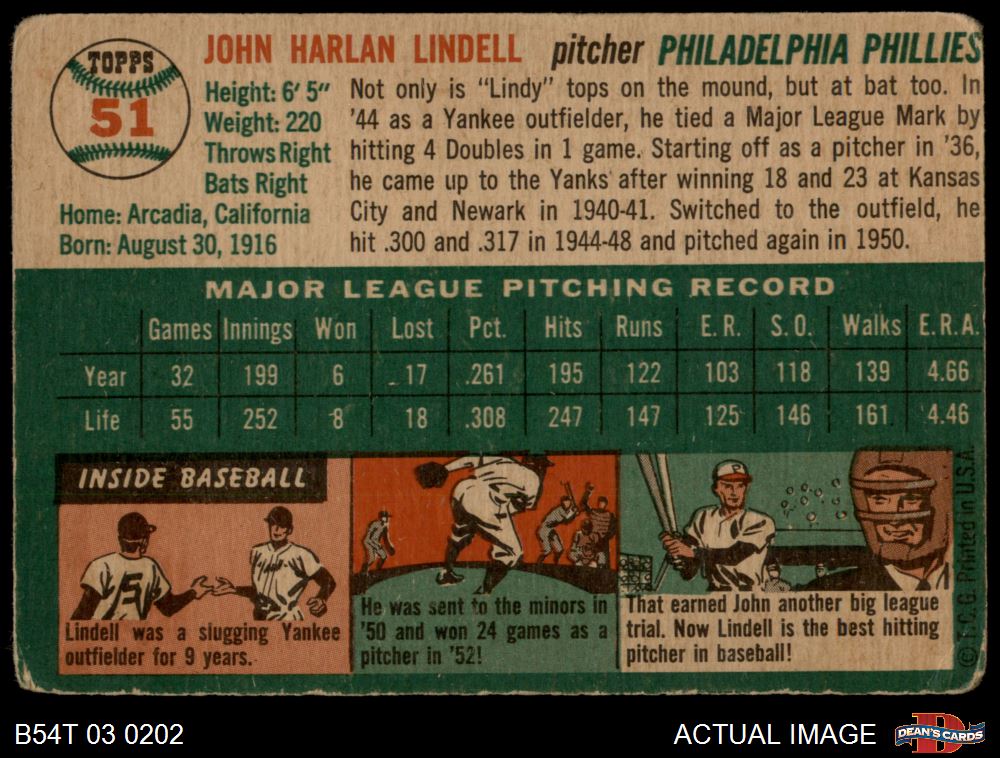 TOPPS
51
JOHN HARLAN LINDELL pitcher PHILADELPHIA PHILLIES
Height: 6' 5"
Weight: 220
Throws Right
Bats Right
Home: Arcadia, California
Born: August 30, 1916
Not only is "Lindy" tops on the mound, but at bat too. In
'44 as a Yankee outfielder, he tied a Major League Mark by
hitting 4 Doubles in 1 game. Starting off as a pitcher in '36,
he came up to the Yanks after winning 18 and 23 at Kansas
City and Newark in 1940-41. Switched to the outfield, he
hit .300 and .317 in 1944-48 and pitched again in 1950.
MAJOR LEAGUE PITCHING RECORD
Games Innings Won Lost Pct. Hits Runs E.R. S.O. Walks E.R.A.
Year 32 199 6 17 .261 195 122 103 118 139 4.66
Life 55 252 8 18 .308 247 147 125 146 161 4.46
INSIDE BASEBALL
5
P
Lindell was a slugging Yankee
outfielder for 9 years.
He was sent to the minors in
'50 and won 24 games as a
pitcher in '52!
That earned John another big league
trial. Now Lindell is the best hitting
pitcher in baseball!
© T. C. G. Printed in U.S.A.
B54T 03 0202
ACTUAL IMAGE
DEAN'S CARDS